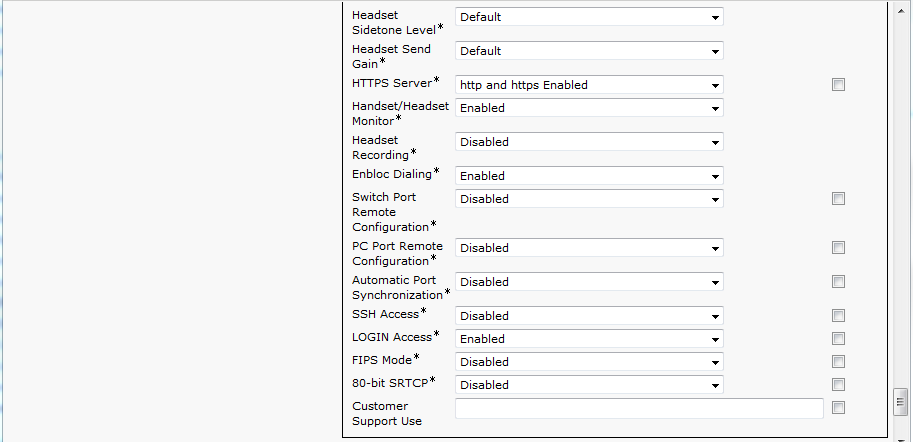 Headset
Sidetone Level*
Default
Headset Send
Gain*
Default
HTTPS Server*
http and https Enabled
Handset/Headset
Monitor*
Enabled
Headset
Recording*
Disabled
Enbloc Dialing*
Enabled
Switch Port
Remote
Configuration*
Disabled
PC Port Remote
Configuration*
Disabled
Automatic Port
Synchronization*
Disabled
SSH Access*
Disabled
LOGIN Access*
Enabled
FIPS Mode*
Disabled
80-bit SRTCP*
Disabled
Customer
Support Use